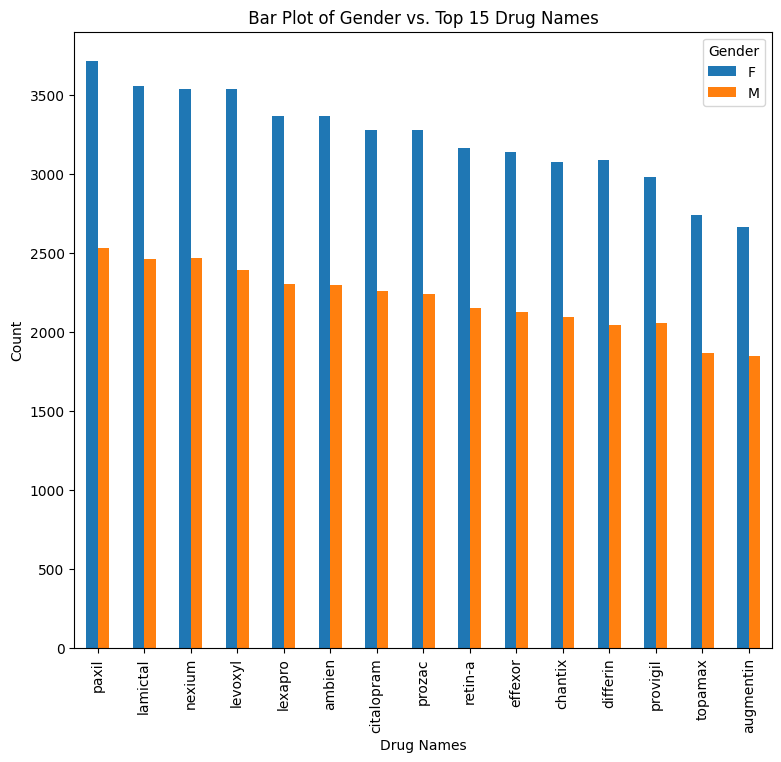 Bar Plot of Gender vs. Top 15 Drug Names
Gender
F
M
Count
3500
3000
2500
2000
1500
1000
500
0
paxil
lamictal
nexium
levoxyl
lexapro
ambien
citalopram
prozac
retin-a
effexor
chantix
differin
provigil
topamax
augmentin
Drug Names